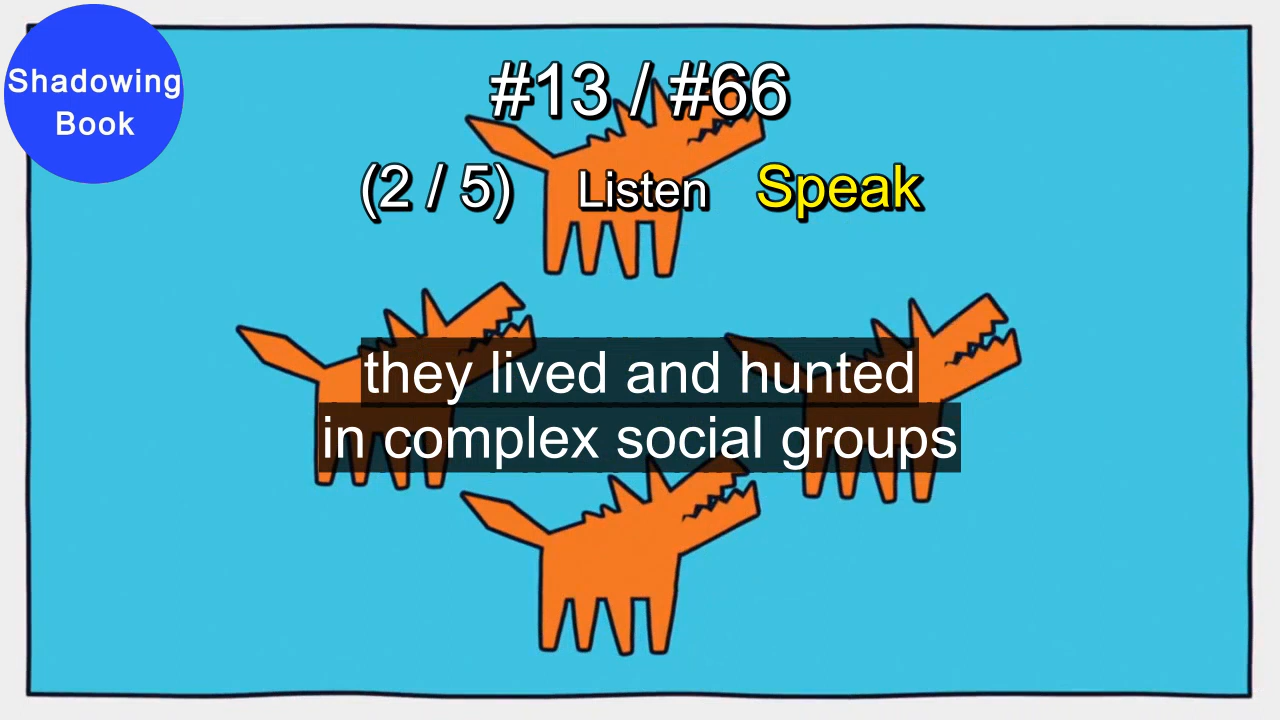 Shadowing
Book
#13 / #66
(2 / 5) Listen Speak
they lived and hunted
in complex social groups